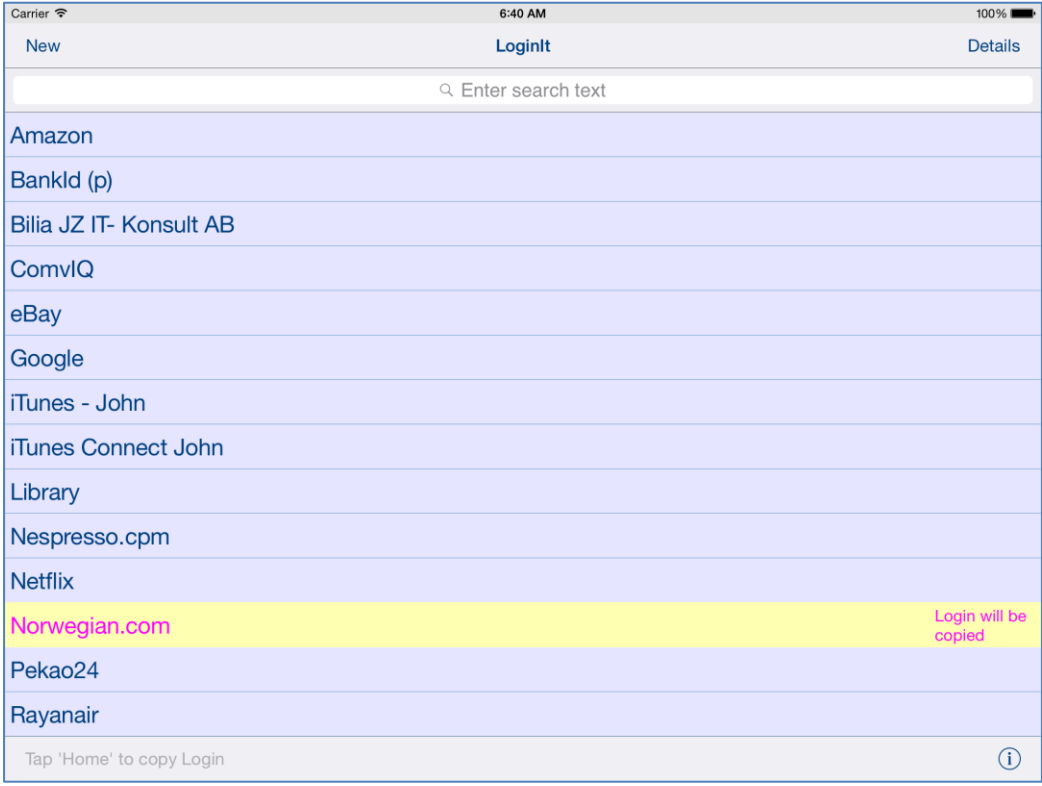 Carrier 6:40 AM 100%
New LoginIt Details
Enter search text
Amazon
BankId (p)
Bilia JZ IT- Konsult AB
ComvIQ
eBay
Google
iTunes - John
iTunes Connect John
Library
Nespresso.cpm
Netflix
Norwegian.com Login will be
copied
Pekao24
Rayanair
Tap 'Home' to copy Login